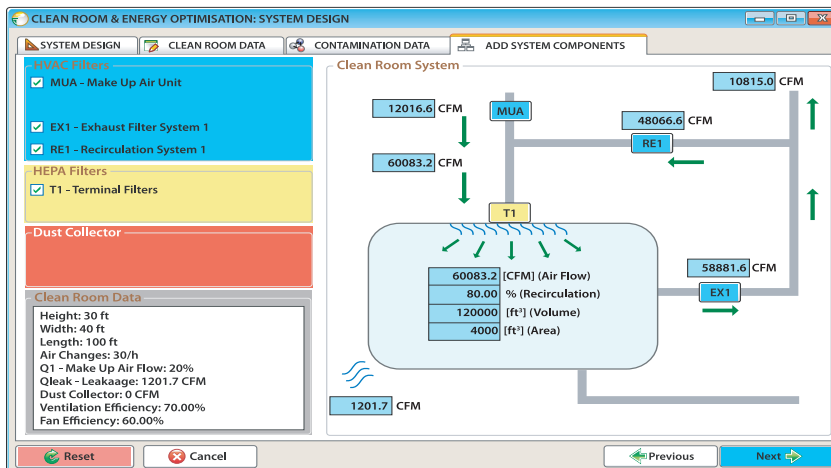 CLEAN ROOM & ENERGY OPTIMISATION: SYSTEM DESIGN
SYSTEM DESIGN
CLEAN ROOM DATA
CONTAMINATION DATA
ADD SYSTEM COMPONENTS
HVAC Filters
MUA - Make Up Air Unit
EX1 - Exhaust Filter System 1
RE1 - Recirculation System 1
HEPA Filters
T1 - Terminal Filters
Dust Collector
Clean Room Data
Height: 30 ft
Width: 40 ft
Length: 100 ft
Air Changes: 30/h
Q1 - Make Up Air Flow: 20%
Qleak - Leakaage: 1201.7 CFM
Dust Collector: 0 CFM
Ventilation Efficiency: 70.00%
Fan Efficiency: 60.00%
Clean Room System
10815.0 CFM
12016.6 CFM
MUA
48066.6 CFM
RE1
60083.2 CFM
T1
58881.6 CFM
EX1
60083.2 [CFM] (Air Flow)
80.00 % (Recirculation)
120000 [ft³] (Volume)
4000 [ft³] (Area)
1201.7 CFM
Reset
Cancel
Previous
Next